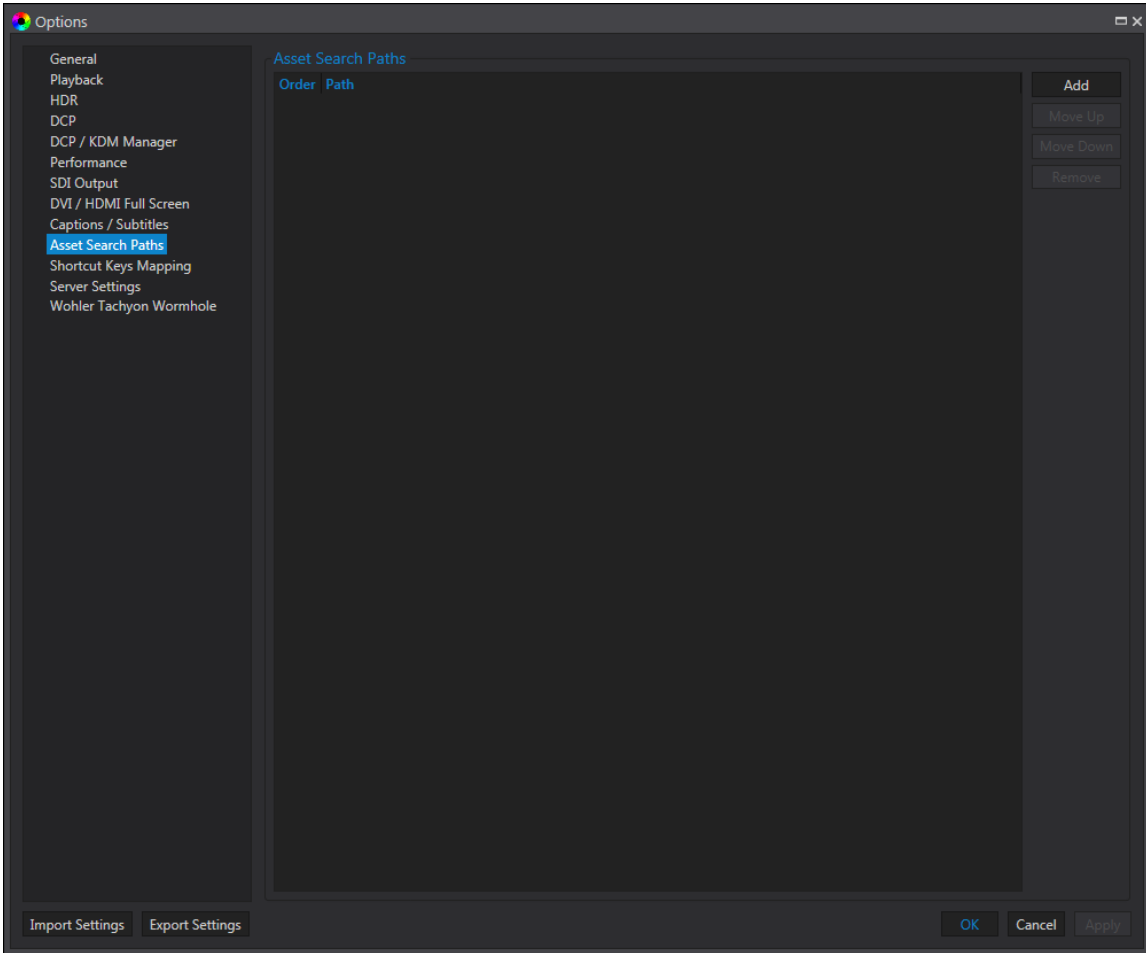 Options
General
Playback
HDR
DCP
DCP / KDM Manager
Performance
SDI Output
DVI / HDMI Full Screen
Captions / Subtitles
Asset Search Paths
Shortcut Keys Mapping
Server Settings
Wohler Tachyon Wormhole
Asset Search Paths
Order Path
Add
Move Up
Move Down
Remove
Import Settings Export Settings
OK Cancel Apply